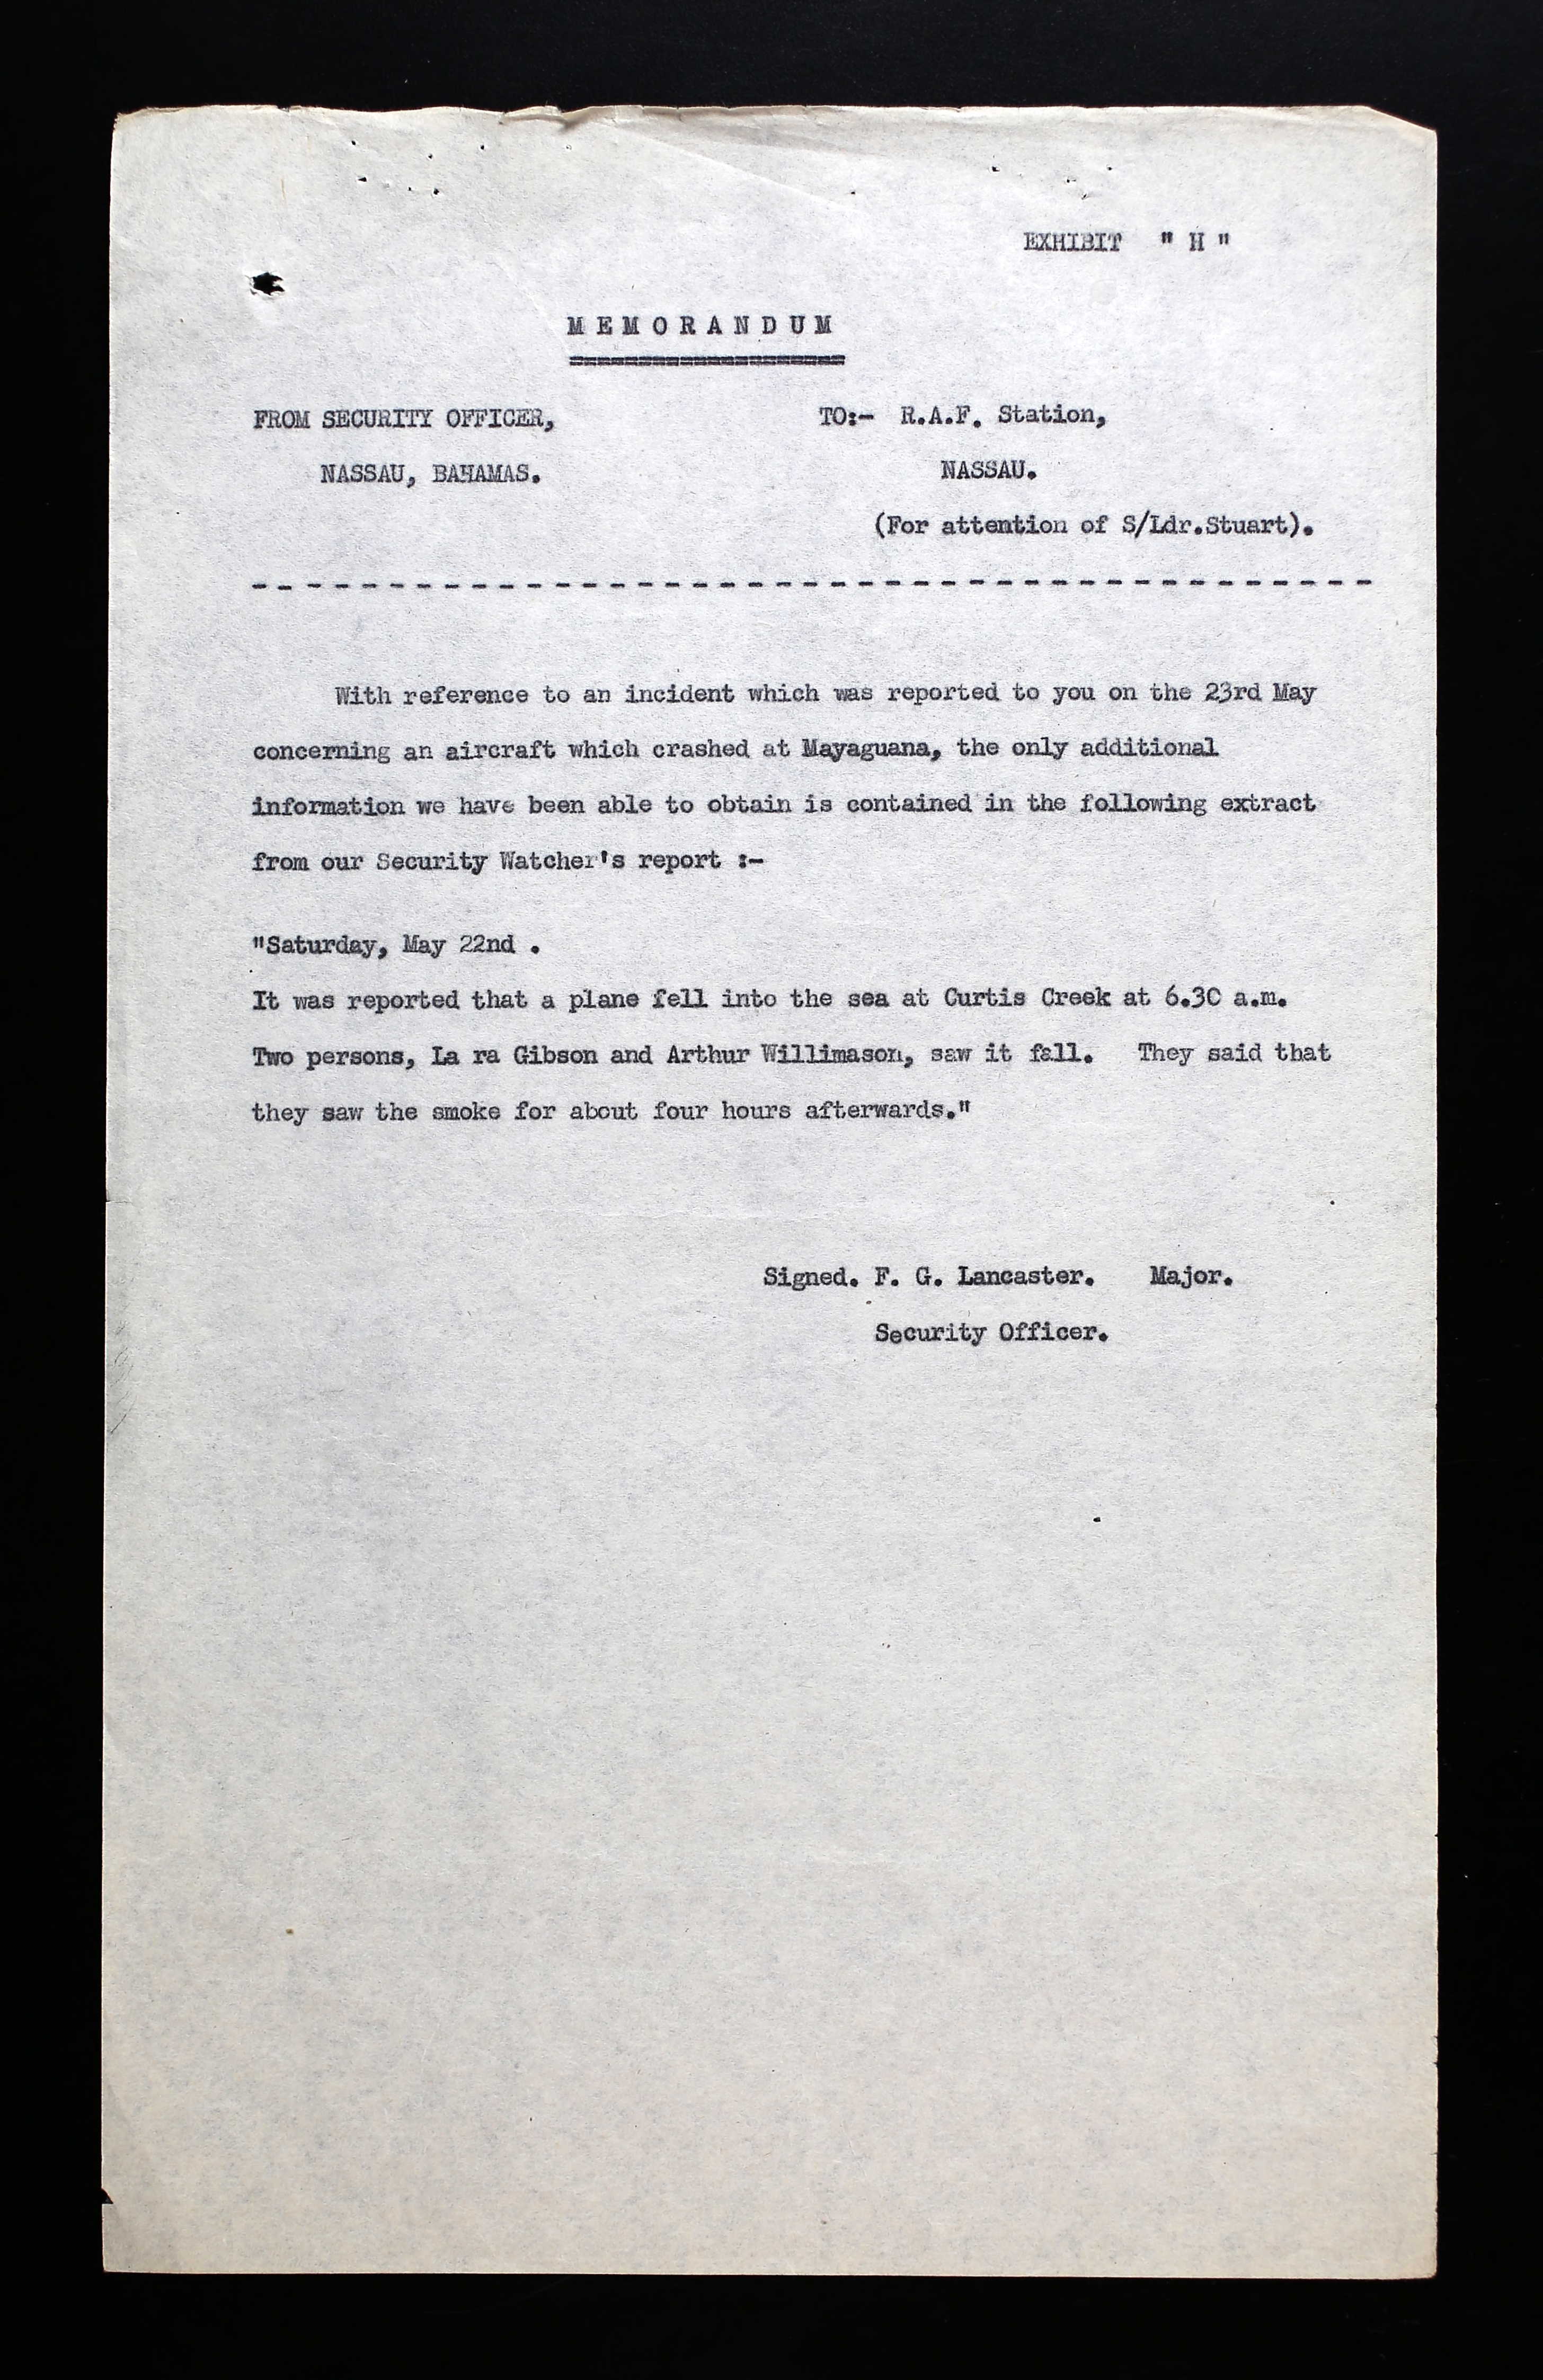 EXHIBIT " H "
M E M O R A N D U M
FROM SECURITY OFFICER,
NASSAU, BAHAMAS.
TO:- R.A.F. Station,
NASSAU.
(For attention of S/Ldr.Stuart).
With reference to an incident which was reported to you on the 23rd May
concerning an aircraft which crashed at Mayaguana, the only additional
information we have been able to obtain is contained in the following extract
from our Security Watcher's report :-
"Saturday, May 22nd .
It was reported that a plane fell into the sea at Curtis Creek at 6.30 a.m.
Two persons, La ra Gibson and Arthur Willimason, saw it fall. They said that
they saw the smoke for about four hours afterwards."
Signed. F. G. Lancaster. Major.
Security Officer.